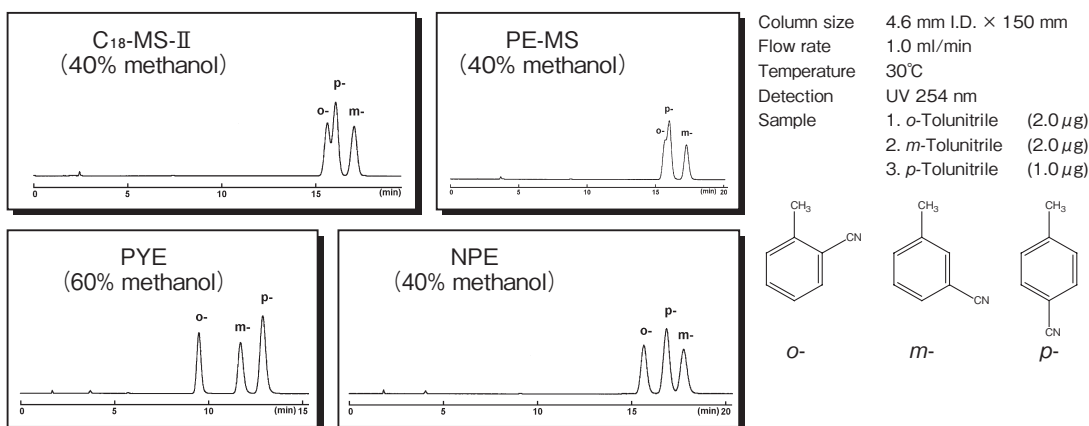 C₁₈-MS-Ⅱ
(40% methanol)
o-
p-
m-
0 5 10 15 (min)
PE-MS
(40% methanol)
o-
p-
m-
0 5 10 15 (min) 20
PYE
(60% methanol)
o-
m-
p-
0 5 10 (min) 15
NPE
(40% methanol)
o-
p-
m-
0 5 10 15 (min) 20
Column size 4.6 mm I.D. × 150 mm
Flow rate 1.0 ml/min
Temperature 30℃
Detection UV 254 nm
Sample 1. o-Tolunitrile (2.0 μg)
2. m-Tolunitrile (2.0 μg)
3. p-Tolunitrile (1.0 μg)
CH₃
CN
o-
CH₃
CN
m-
CH₃
CN
p-